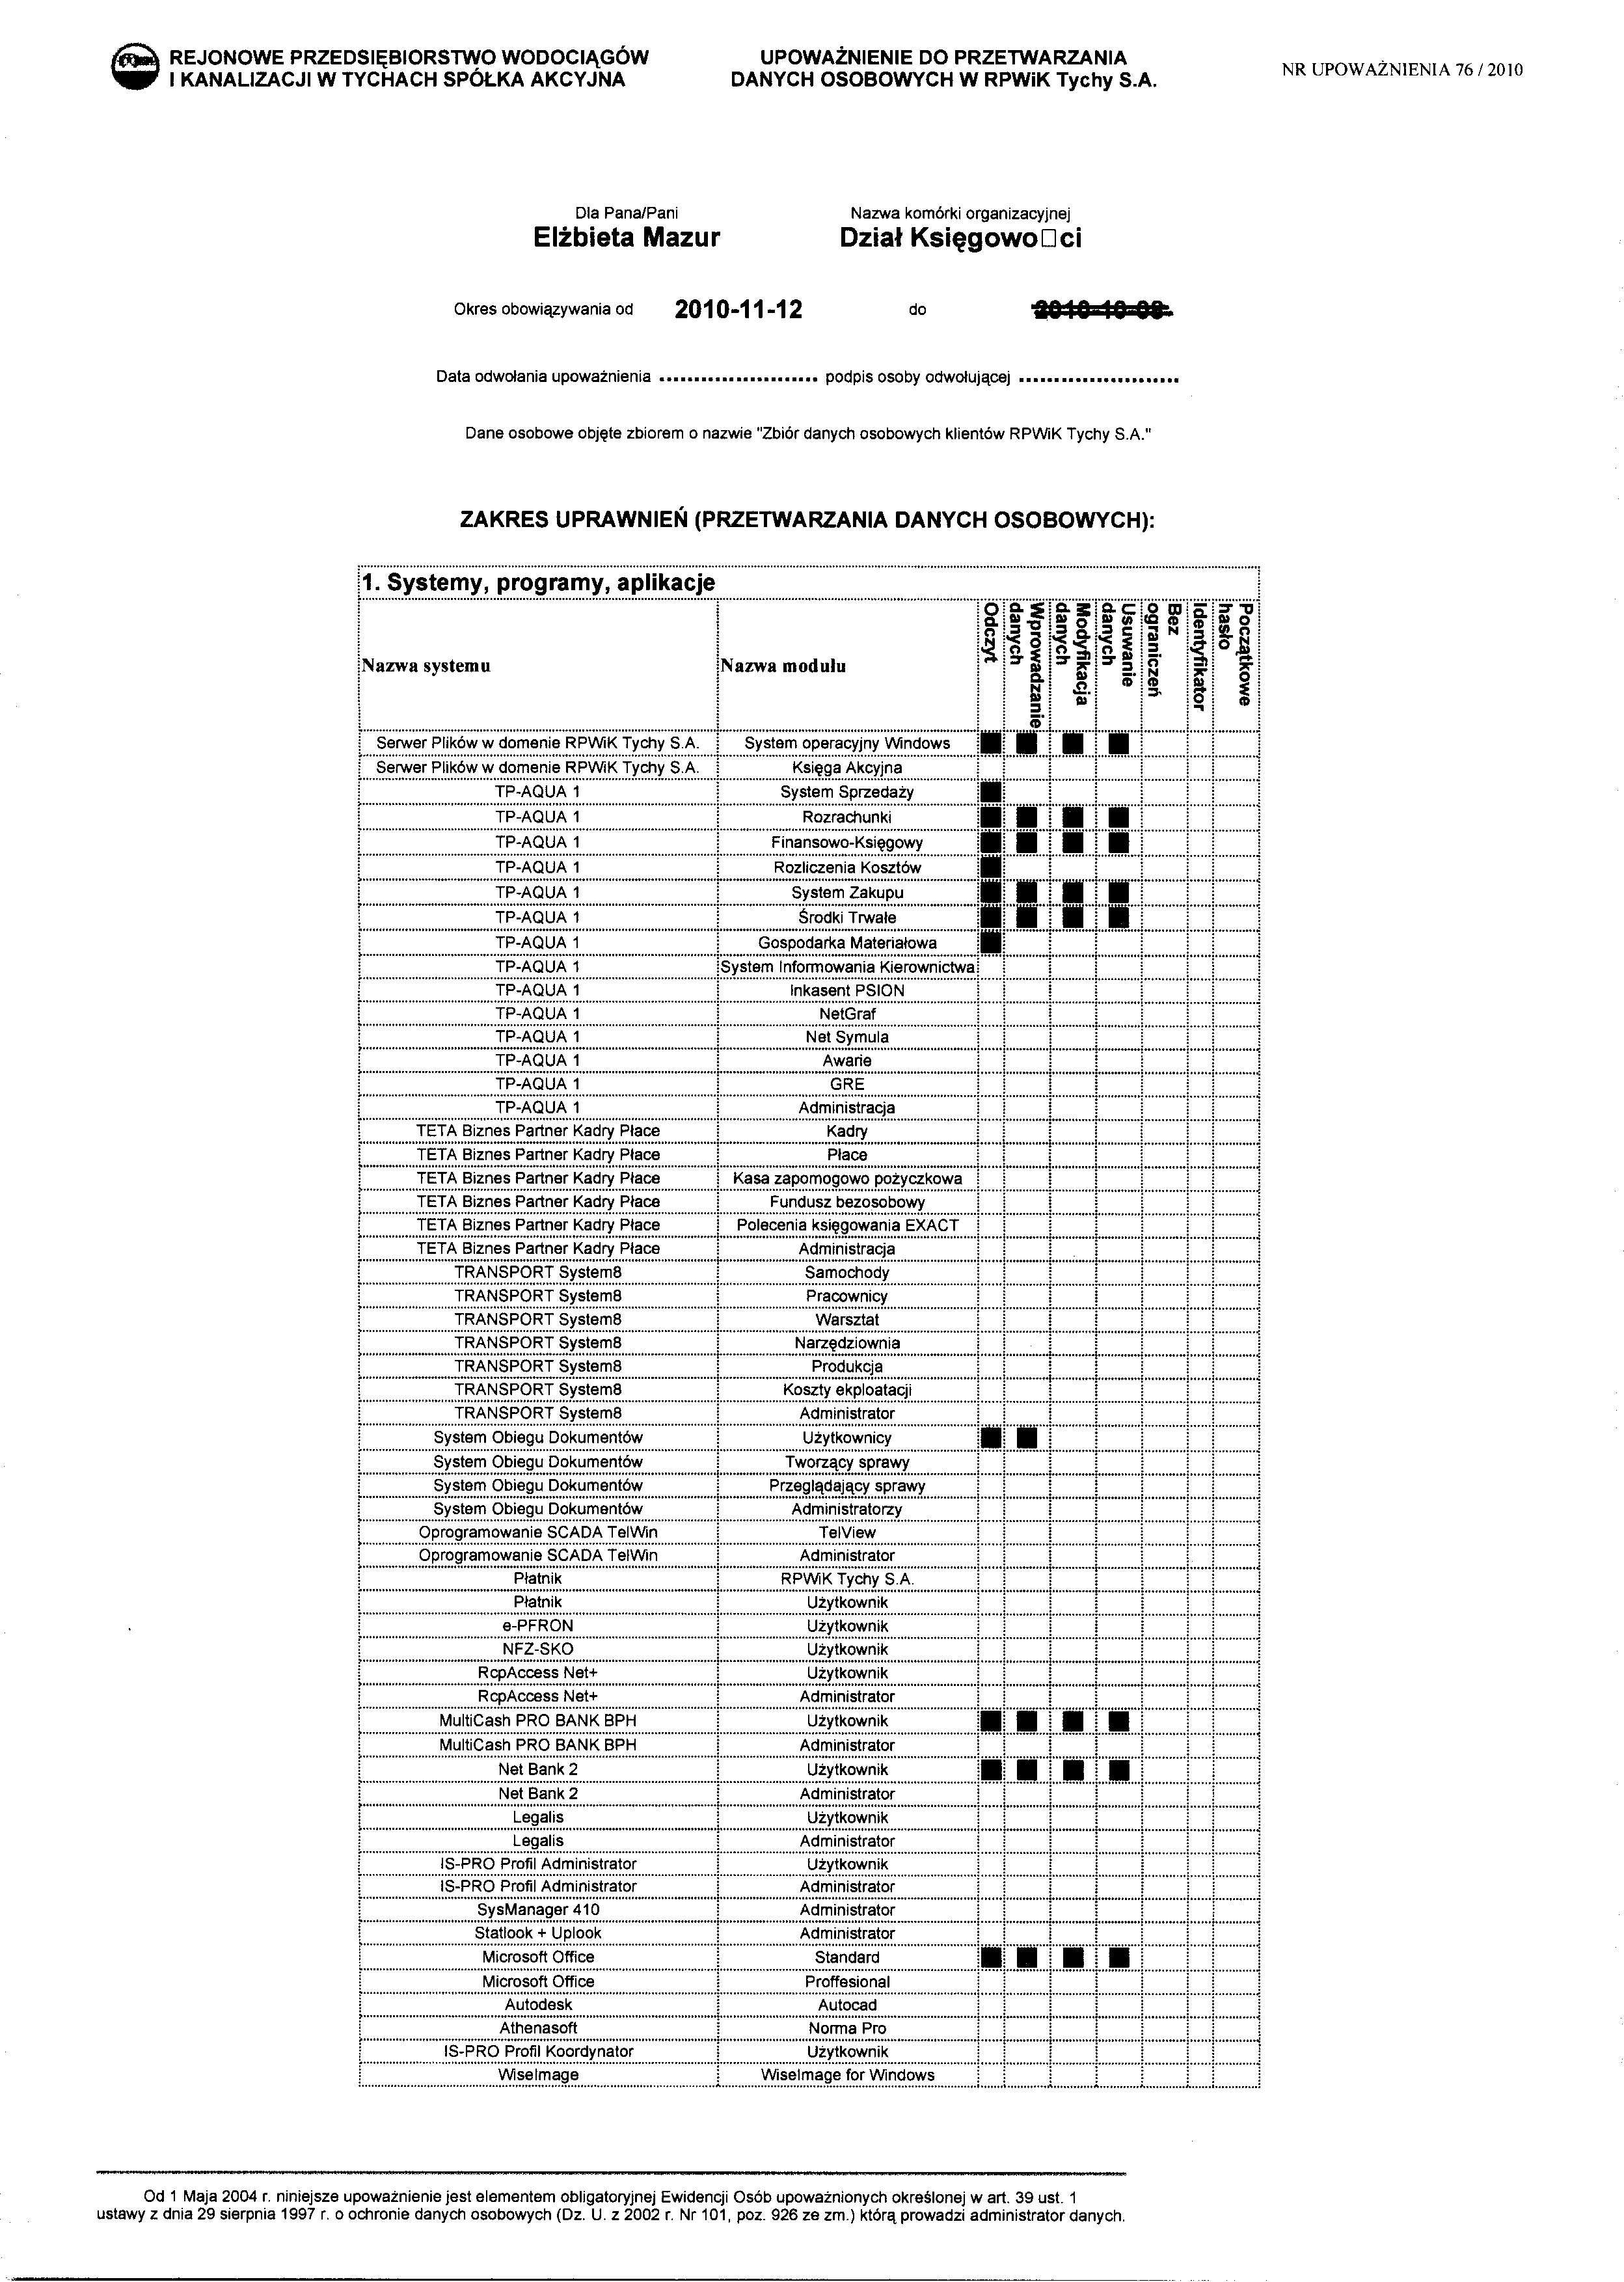 REJONOWE PRZEDSIĘBIORSTWO WODOCIĄGÓW
I KANALIZACJI W TYCHACH SPÓŁKA AKCYJNA
UPOWAŻNIENIE DO PRZETWARZANIA
DANYCH OSOBOWYCH W RPWiK Tychy S.A.
NR UPOWAŻNIENIA 76 / 2010
Dla Pana/Pani
Elżbieta Mazur
Nazwa komórki organizacyjnej
Dział Księgowo□ci
Okres obowiązywania od 2010-11-12 do
Data odwołania upoważnienia ....................... podpis osoby odwołującej .......................
Dane osobowe objęte zbiorem o nazwie "Zbiór danych osobowych klientów RPWiK Tychy S.A."
ZAKRES UPRAWNIEŃ (PRZETWARZANIA DANYCH OSOBOWYCH):
1. Systemy, programy, aplikacje
Nazwa systemu Nazwa modułu Odczyt Wprowadzanie danych Modyfikacja danych Usuwanie danych Bez ograniczeń Identyfikator Początkowe hasło
Serwer Plików w domenie RPWiK Tychy S.A. System operacyjny Windows ■ ■ ■ ■
Serwer Plików w domenie RPWiK Tychy S.A. Księga Akcyjna
TP-AQUA 1 System Sprzedaży ■
TP-AQUA 1 Rozrachunki ■ ■ ■ ■
TP-AQUA 1 Finansowo-Księgowy ■ ■ ■ ■
TP-AQUA 1 Rozliczenia Kosztów ■
TP-AQUA 1 System Zakupu ■ ■ ■ ■
TP-AQUA 1 Środki Trwałe ■ ■ ■ ■
TP-AQUA 1 Gospodarka Materiałowa ■
TP-AQUA 1 System Informowania Kierownictwa
TP-AQUA 1 Inkasent PSION
TP-AQUA 1 NetGraf
TP-AQUA 1 Net Symula
TP-AQUA 1 Awarie
TP-AQUA 1 GRE
TP-AQUA 1 Administracja
TETA Biznes Partner Kadry Płace Kadry
TETA Biznes Partner Kadry Płace Płace
TETA Biznes Partner Kadry Płace Kasa zapomogowo pożyczkowa
TETA Biznes Partner Kadry Płace Fundusz bezosobowy
TETA Biznes Partner Kadry Płace Polecenia księgowania EXACT
TETA Biznes Partner Kadry Płace Administracja
TRANSPORT System8 Samochody
TRANSPORT System8 Pracownicy
TRANSPORT System8 Warsztat
TRANSPORT System8 Narzędziownia
TRANSPORT System8 Produkcja
TRANSPORT System8 Koszty ekploatacji
TRANSPORT System8 Administrator
System Obiegu Dokumentów Użytkownicy ■ ■
System Obiegu Dokumentów Tworzący sprawy
System Obiegu Dokumentów Przeglądający sprawy
System Obiegu Dokumentów Administratorzy
Oprogramowanie SCADA TelWin TelView
Oprogramowanie SCADA TelWin Administrator
Płatnik RPWiK Tychy S.A.
Płatnik Użytkownik
e-PFRON Użytkownik
NFZ-SKO Użytkownik
RcpAccess Net+ Użytkownik
RcpAccess Net+ Administrator
MultiCash PRO BANK BPH Użytkownik ■ ■ ■ ■
MultiCash PRO BANK BPH Administrator
Net Bank 2 Użytkownik ■ ■ ■ ■
Net Bank 2 Administrator
Legalis Użytkownik
Legalis Administrator
IS-PRO Profil Administrator Użytkownik
IS-PRO Profil Administrator Administrator
SysManager 410 Administrator
Statlook + Uplook Administrator
Microsoft Office Standard ■ ■ ■ ■
Microsoft Office Proffesional
Autodesk Autocad
Athenasoft Norma Pro
IS-PRO Profil Koordynator Użytkownik
WiseImage WiseImage for Windows
Od 1 Maja 2004 r. niniejsze upoważnienie jest elementem obligatoryjnej Ewidencji Osób upoważnionych określonej w art. 39 ust. 1
ustawy z dnia 29 sierpnia 1997 r. o ochronie danych osobowych (Dz. U. z 2002 r. Nr 101, poz. 926 ze zm.) którą prowadzi administrator danych.